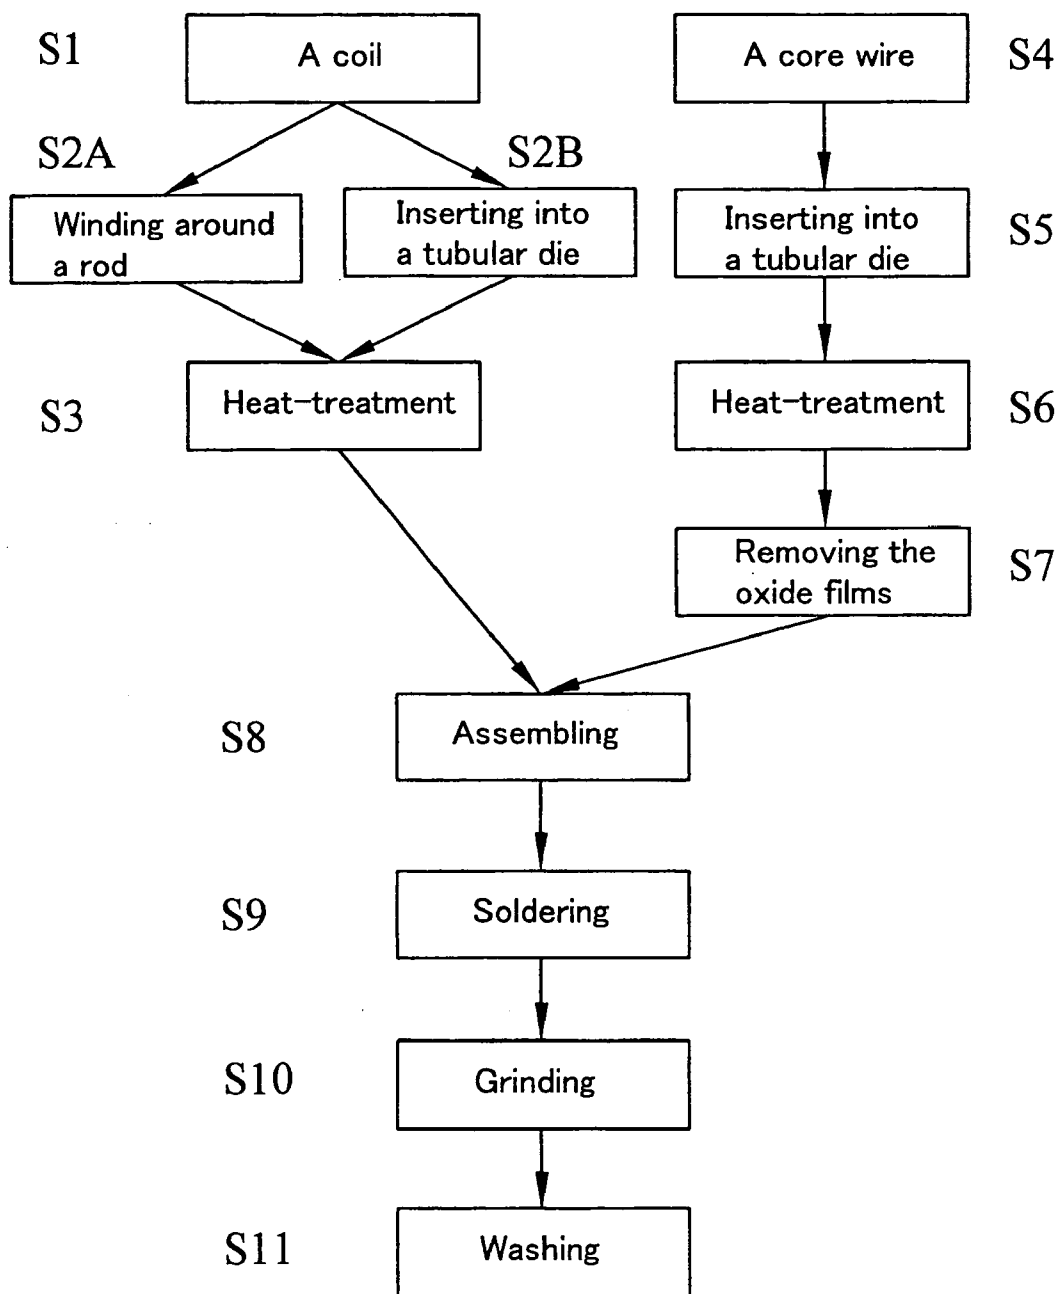 S1
A coil
A core wire
S4
S2A
S2B
Winding around
a rod
Inserting into
a tubular die
Inserting into
a tubular die
S5
S3
Heat-treatment
Heat-treatment
S6
Removing the
oxide films
S7
S8
Assembling
S9
Soldering
S10
Grinding
S11
Washing